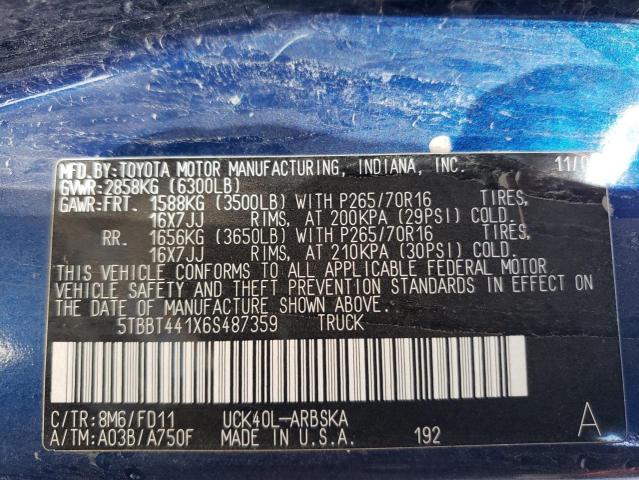 MFD.BY:TOYOTA MOTOR MANUFACTURING, INDIANA, INC. 11/0
GVWR:2858KG (6300LB)
GAWR:FRT. 1588KG (3500LB) WITH P265/70R16 TIRES,
16X7JJ RIMS, AT 200KPA (29PSI) COLD.
RR. 1656KG (3650LB) WITH P265/70R16 TIRES,
16X7JJ RIMS, AT 210KPA (30PSI) COLD.
THIS VEHICLE CONFORMS TO ALL APPLICABLE FEDERAL MOTOR
VEHICLE SAFETY AND THEFT PREVENTION STANDARDS IN EFFECT ON
THE DATE OF MANUFACTURE SHOWN ABOVE.
5TBBT441X6S487359 TRUCK
C/TR:8M6/FD11 UCK40L-ARBSKA
A/TM:A03B/A750F MADE IN U.S.A. 192 A